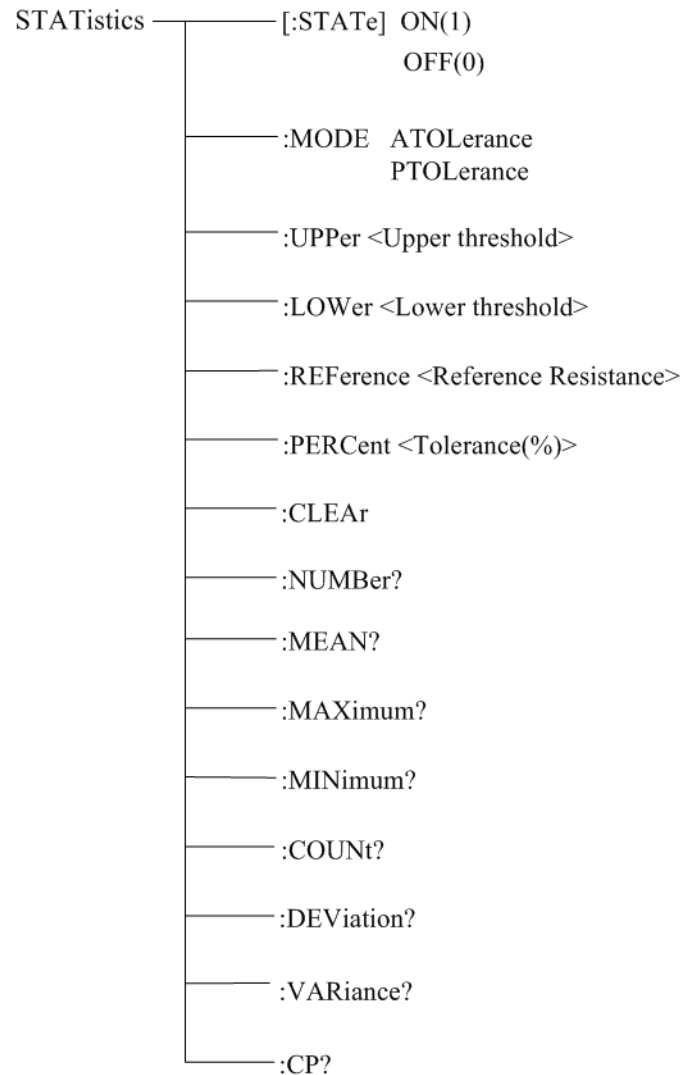 STATistics [:STATe] ON(1)
OFF(0)
:MODE ATOLerance
PTOLerance
:UPPer <Upper threshold>
:LOWer <Lower threshold>
:REFerence <Reference Resistance>
:PERCent <Tolerance(%)>
:CLEAr
:NUMBer?
:MEAN?
:MAXimum?
:MINimum?
:COUNt?
:DEViation?
:VARiance?
:CP?